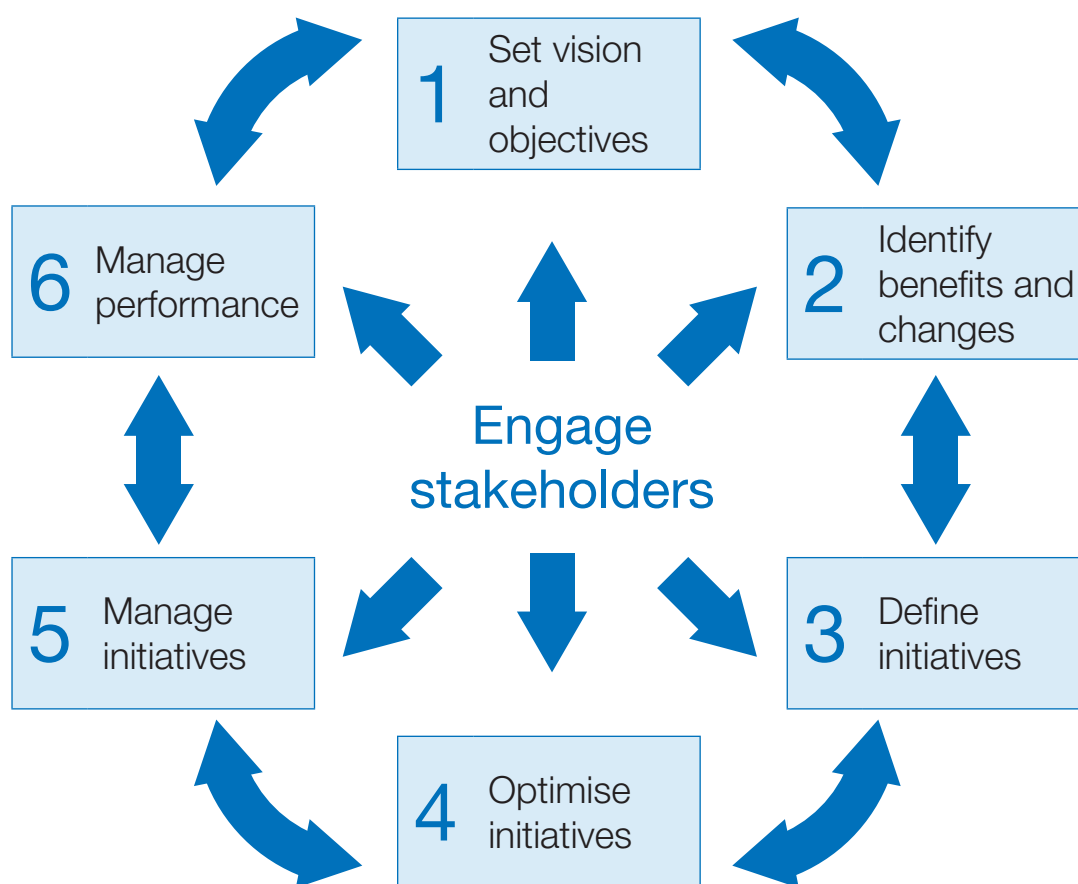 1
Set vision
and
objectives
2
Identify
benefits and
changes
3
Define
initiatives
4
Optimise
initiatives
5
Manage
initiatives
6
Manage
performance
Engage
stakeholders